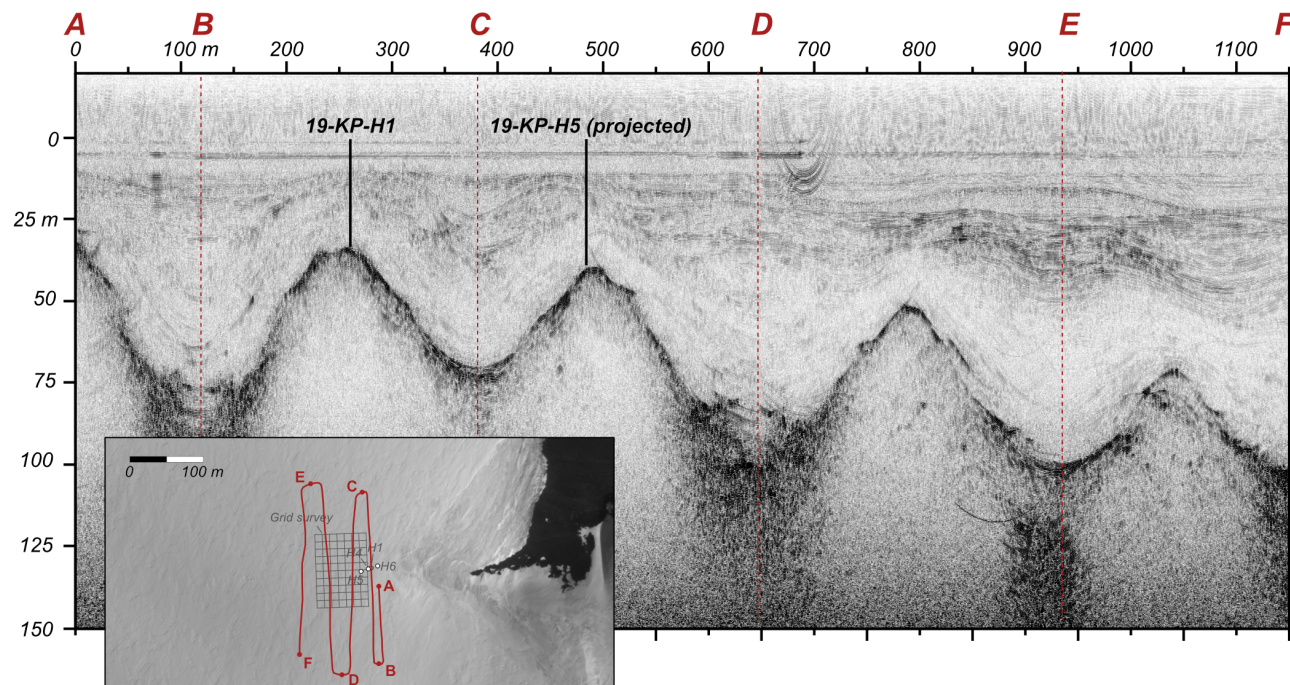 A B C D E F
0 100 m 200 300 400 500 600 700 800 900 1000 1100
19-KP-H1 19-KP-H5 (projected)
0
25 m
50
75
100
125
150
0 100 m
E C
Grid survey
H4 H1
H6
H5
A
F B
D